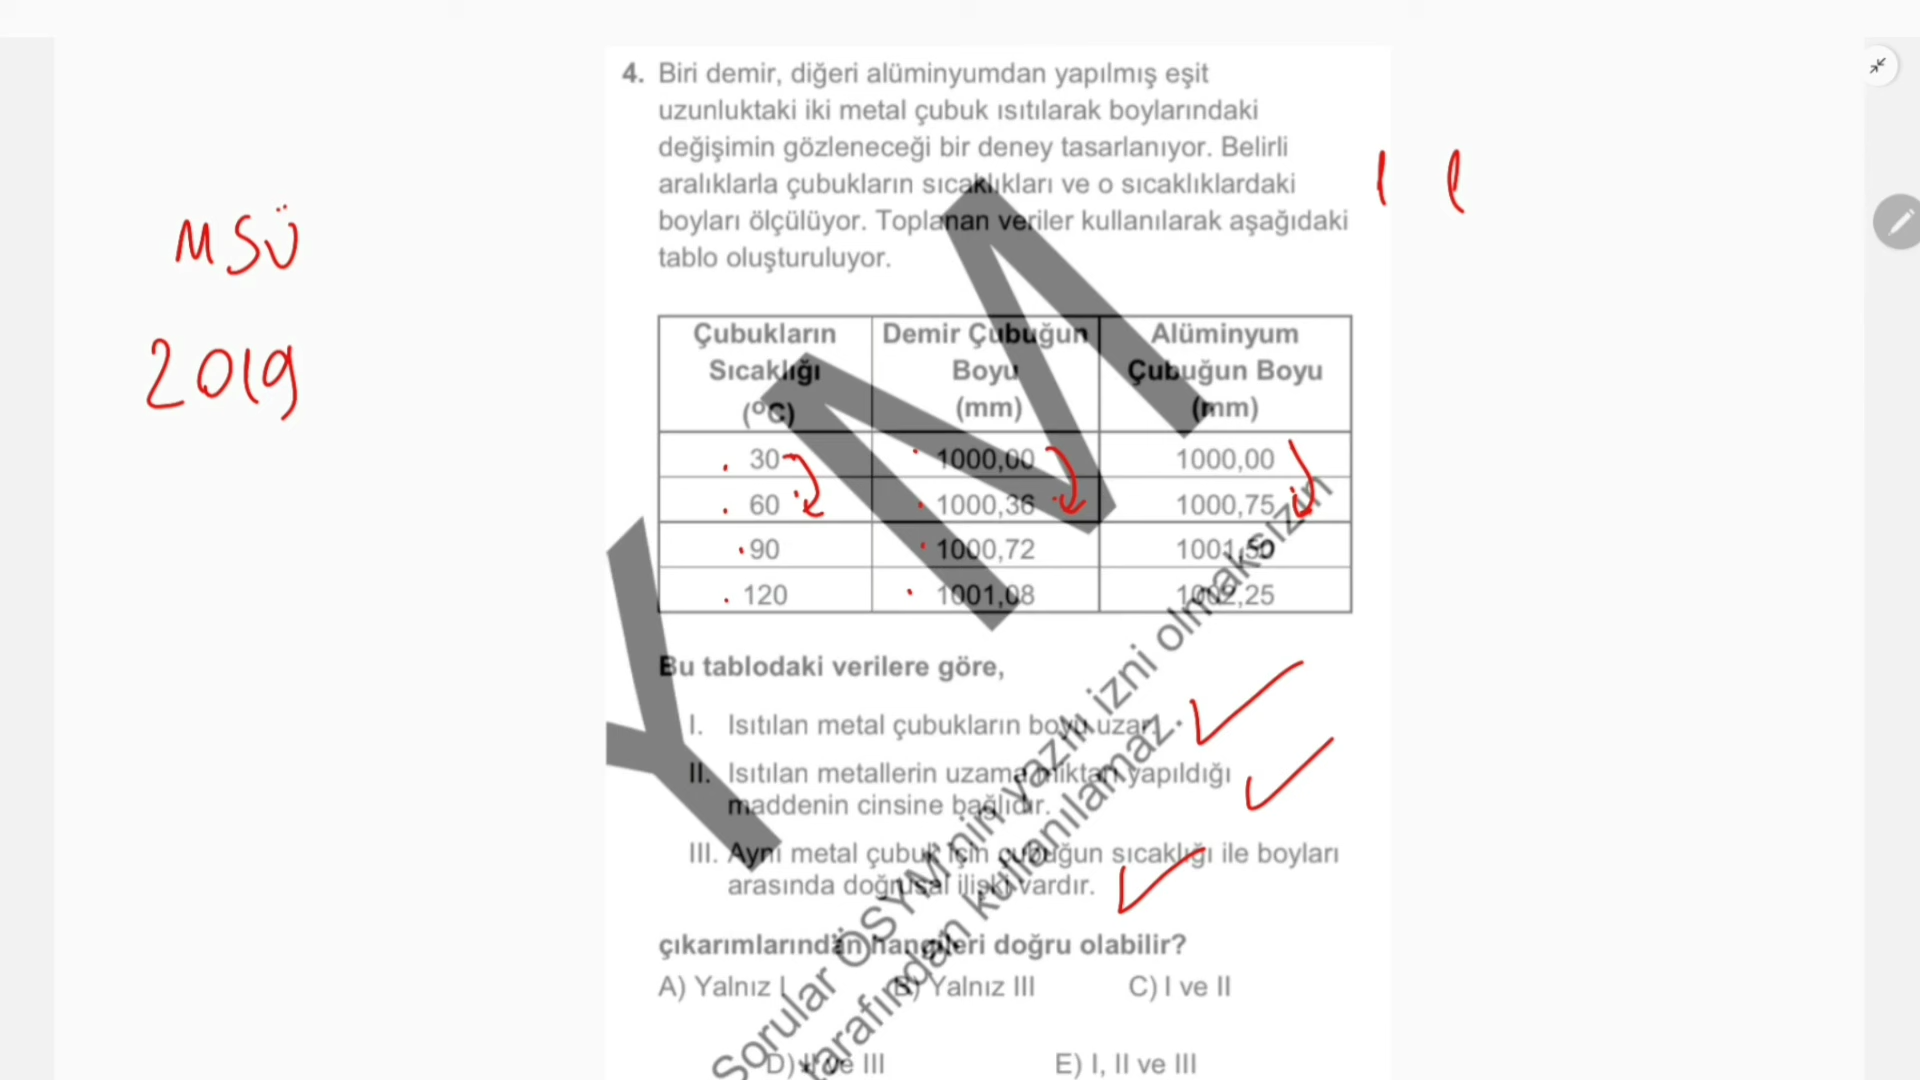 MSÜ
2019
4. Biri demir, diğeri alüminyumdan yapılmış eşit
uzunluktaki iki metal çubuk ısıtılarak boylarındaki
değişimin gözleneceği bir deney tasarlanıyor. Belirli
aralıklarla çubukların sıcaklıkları ve o sıcaklıklardaki
boyları ölçülüyor. Toplanan veriler kullanılarak aşağıdaki
tablo oluşturuluyor.
Çubukların Sıcaklığı (°C) Demir Çubuğun Boyu (mm) Alüminyum Çubuğun Boyu (mm)
30 1000,00 1000,00
60 1000,36 1000,75
90 1000,72 1001,50
120 1001,08 1002,25
Bu tablodaki verilere göre,
I. Isıtılan metal çubukların boyu uzar.
II. Isıtılan metallerin uzama miktarı yapıldığı
maddenin cinsine bağlıdır.
III. Aynı metal çubuk için çubuğun sıcaklığı ile boyları
arasında doğrusal ilişki vardır.
çıkarımlarından hangileri doğru olabilir?
A) Yalnız I B) Yalnız III C) I ve II
D) II ve III E) I, II ve III
Y M
Sorular ÖSYM'nin yazılı izni olmaksızın
tarafından kullanılamaz.